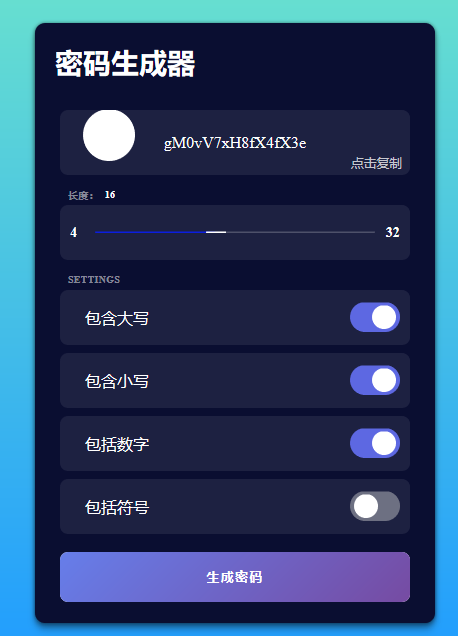 密码生成器
gM0vV7xH8fX4fX3e
点击复制
长度： 16
4 32
SETTINGS
包含大写
包含小写
包括数字
包括符号
生成密码